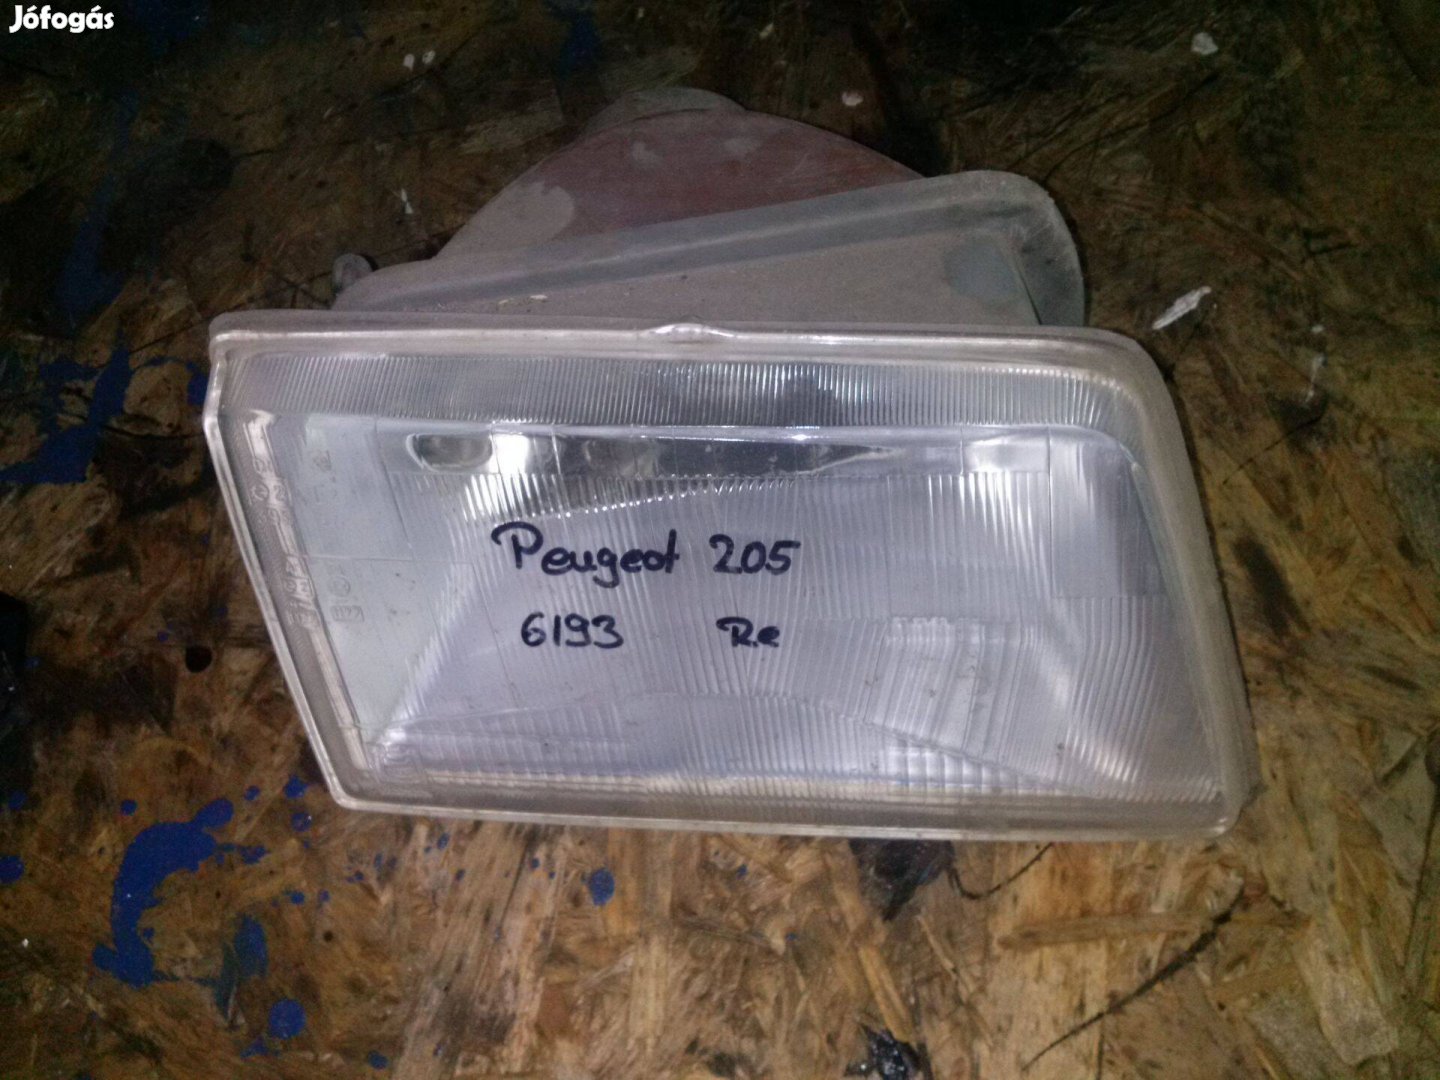 Jófogás
Peugeot 205
6193 Re